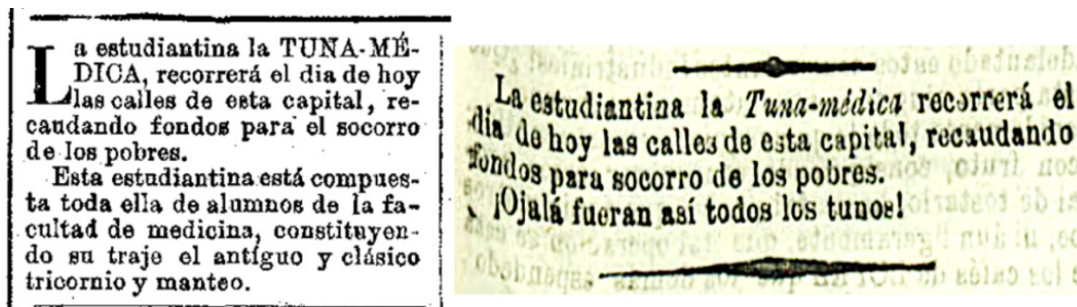 La estudiantina la TUNA-MÉ-
DICA, recorrerá el dia de hoy
las calles de esta capital, re-
caudando fondos para el socorro
de los pobres.
Esta estudiantina está compues-
ta toda ella de alumnos de la fa-
cultad de medicina, constituyen-
do su traje el antíguo y clásico
tricornio y manteo.
La estudiantina la Tuna-médica recorrerá el
dia de hoy las calles de esta capital, recaudando
fondos para socorro de los pobres.
¡Ojalá fueran así todos los tunos!